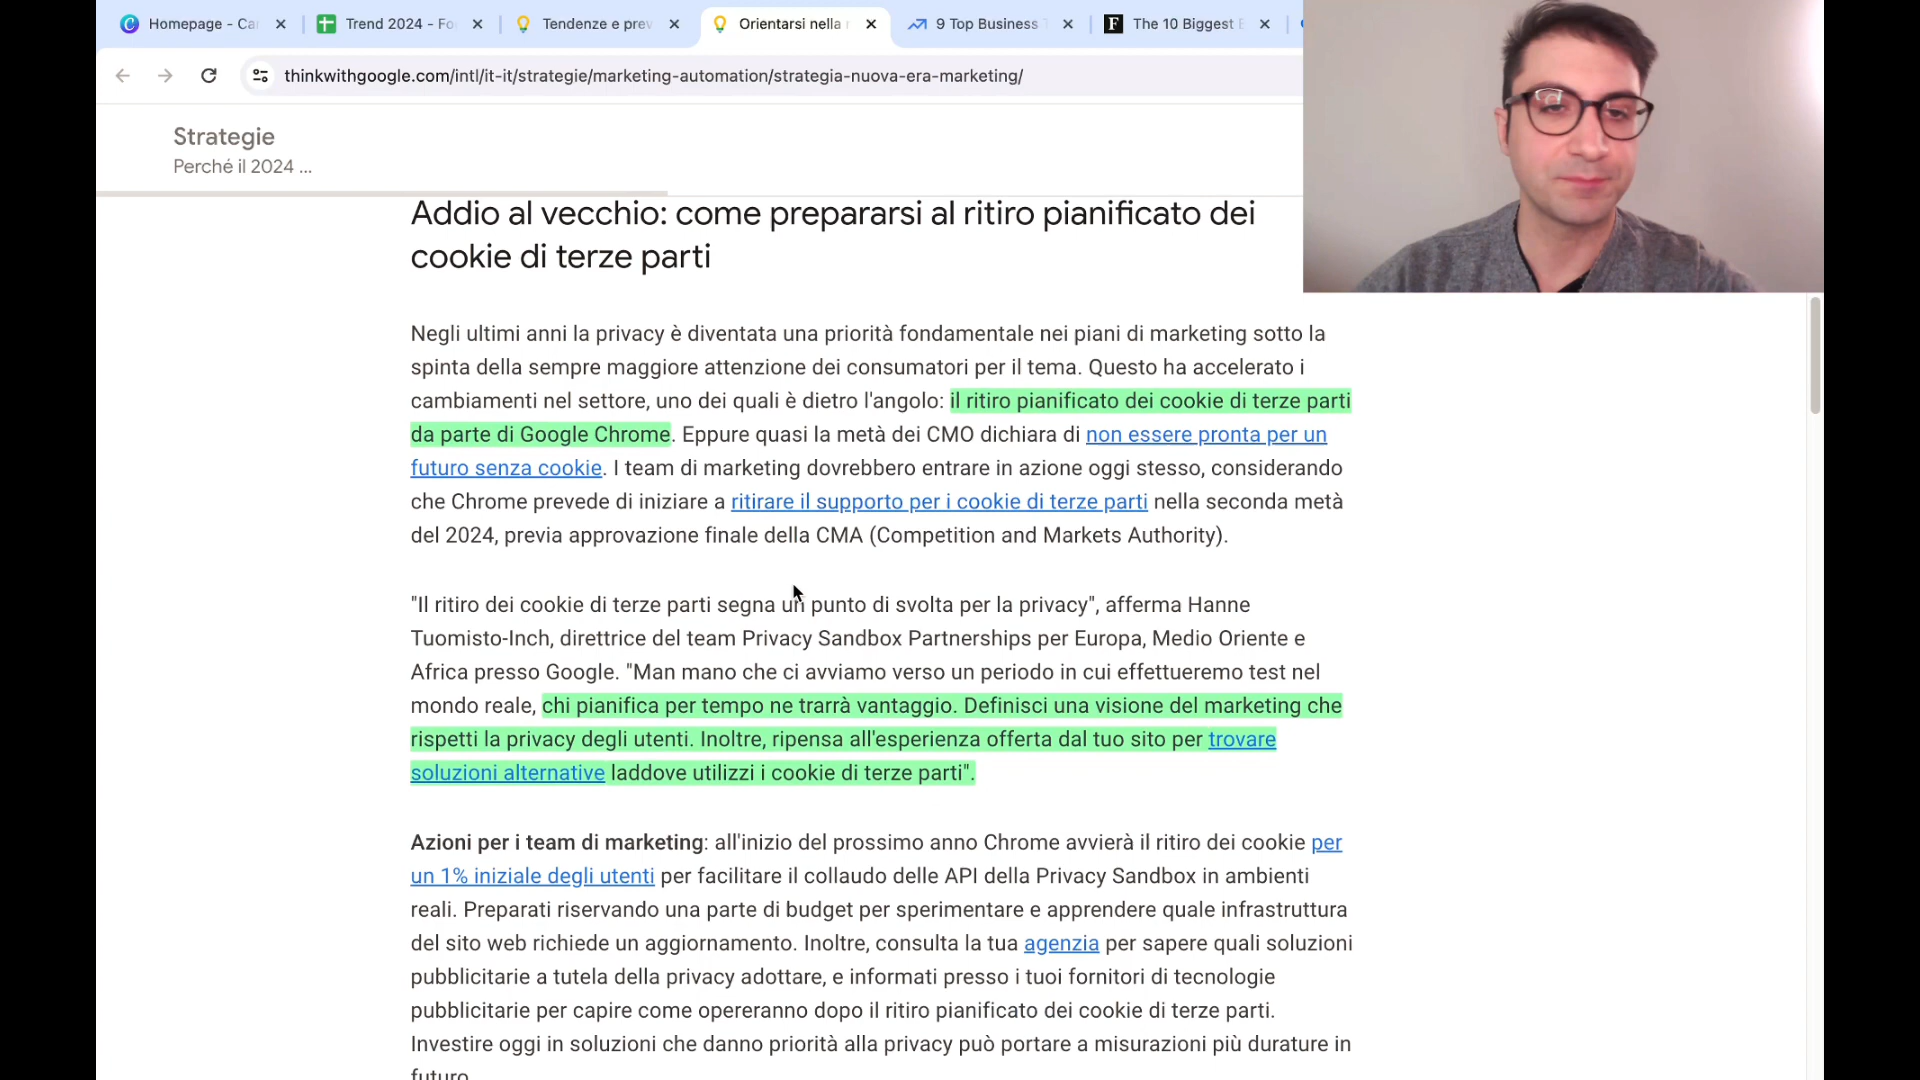 Homepage - Ca
Trend 2024 - Fo
Tendenze e prev
Orientarsi nella
9 Top Business
The 10 Biggest
thinkwithgoogle.com/intl/it-it/strategie/marketing-automation/strategia-nuova-era-marketing/
Strategie
Perché il 2024 ...
Addio al vecchio: come prepararsi al ritiro pianificato dei
cookie di terze parti
Negli ultimi anni la privacy è diventata una priorità fondamentale nei piani di marketing sotto la
spinta della sempre maggiore attenzione dei consumatori per il tema. Questo ha accelerato i
cambiamenti nel settore, uno dei quali è dietro l'angolo: il ritiro pianificato dei cookie di terze parti
da parte di Google Chrome. Eppure quasi la metà dei CMO dichiara di non essere pronta per un
futuro senza cookie. I team di marketing dovrebbero entrare in azione oggi stesso, considerando
che Chrome prevede di iniziare a ritirare il supporto per i cookie di terze parti nella seconda metà
del 2024, previa approvazione finale della CMA (Competition and Markets Authority).
"Il ritiro dei cookie di terze parti segna un punto di svolta per la privacy", afferma Hanne
Tuomisto-Inch, direttrice del team Privacy Sandbox Partnerships per Europa, Medio Oriente e
Africa presso Google. "Man mano che ci avviamo verso un periodo in cui effettueremo test nel
mondo reale, chi pianifica per tempo ne trarrà vantaggio. Definisci una visione del marketing che
rispetti la privacy degli utenti. Inoltre, ripensa all'esperienza offerta dal tuo sito per trovare
soluzioni alternative laddove utilizzi i cookie di terze parti".
Azioni per i team di marketing: all'inizio del prossimo anno Chrome avvierà il ritiro dei cookie per
un 1% iniziale degli utenti per facilitare il collaudo delle API della Privacy Sandbox in ambienti
reali. Preparati riservando una parte di budget per sperimentare e apprendere quale infrastruttura
del sito web richiede un aggiornamento. Inoltre, consulta la tua agenzia per sapere quali soluzioni
pubblicitarie a tutela della privacy adottare, e informati presso i tuoi fornitori di tecnologie
pubblicitarie per capire come opereranno dopo il ritiro pianificato dei cookie di terze parti.
Investire oggi in soluzioni che danno priorità alla privacy può portare a misurazioni più durature in
futuro.